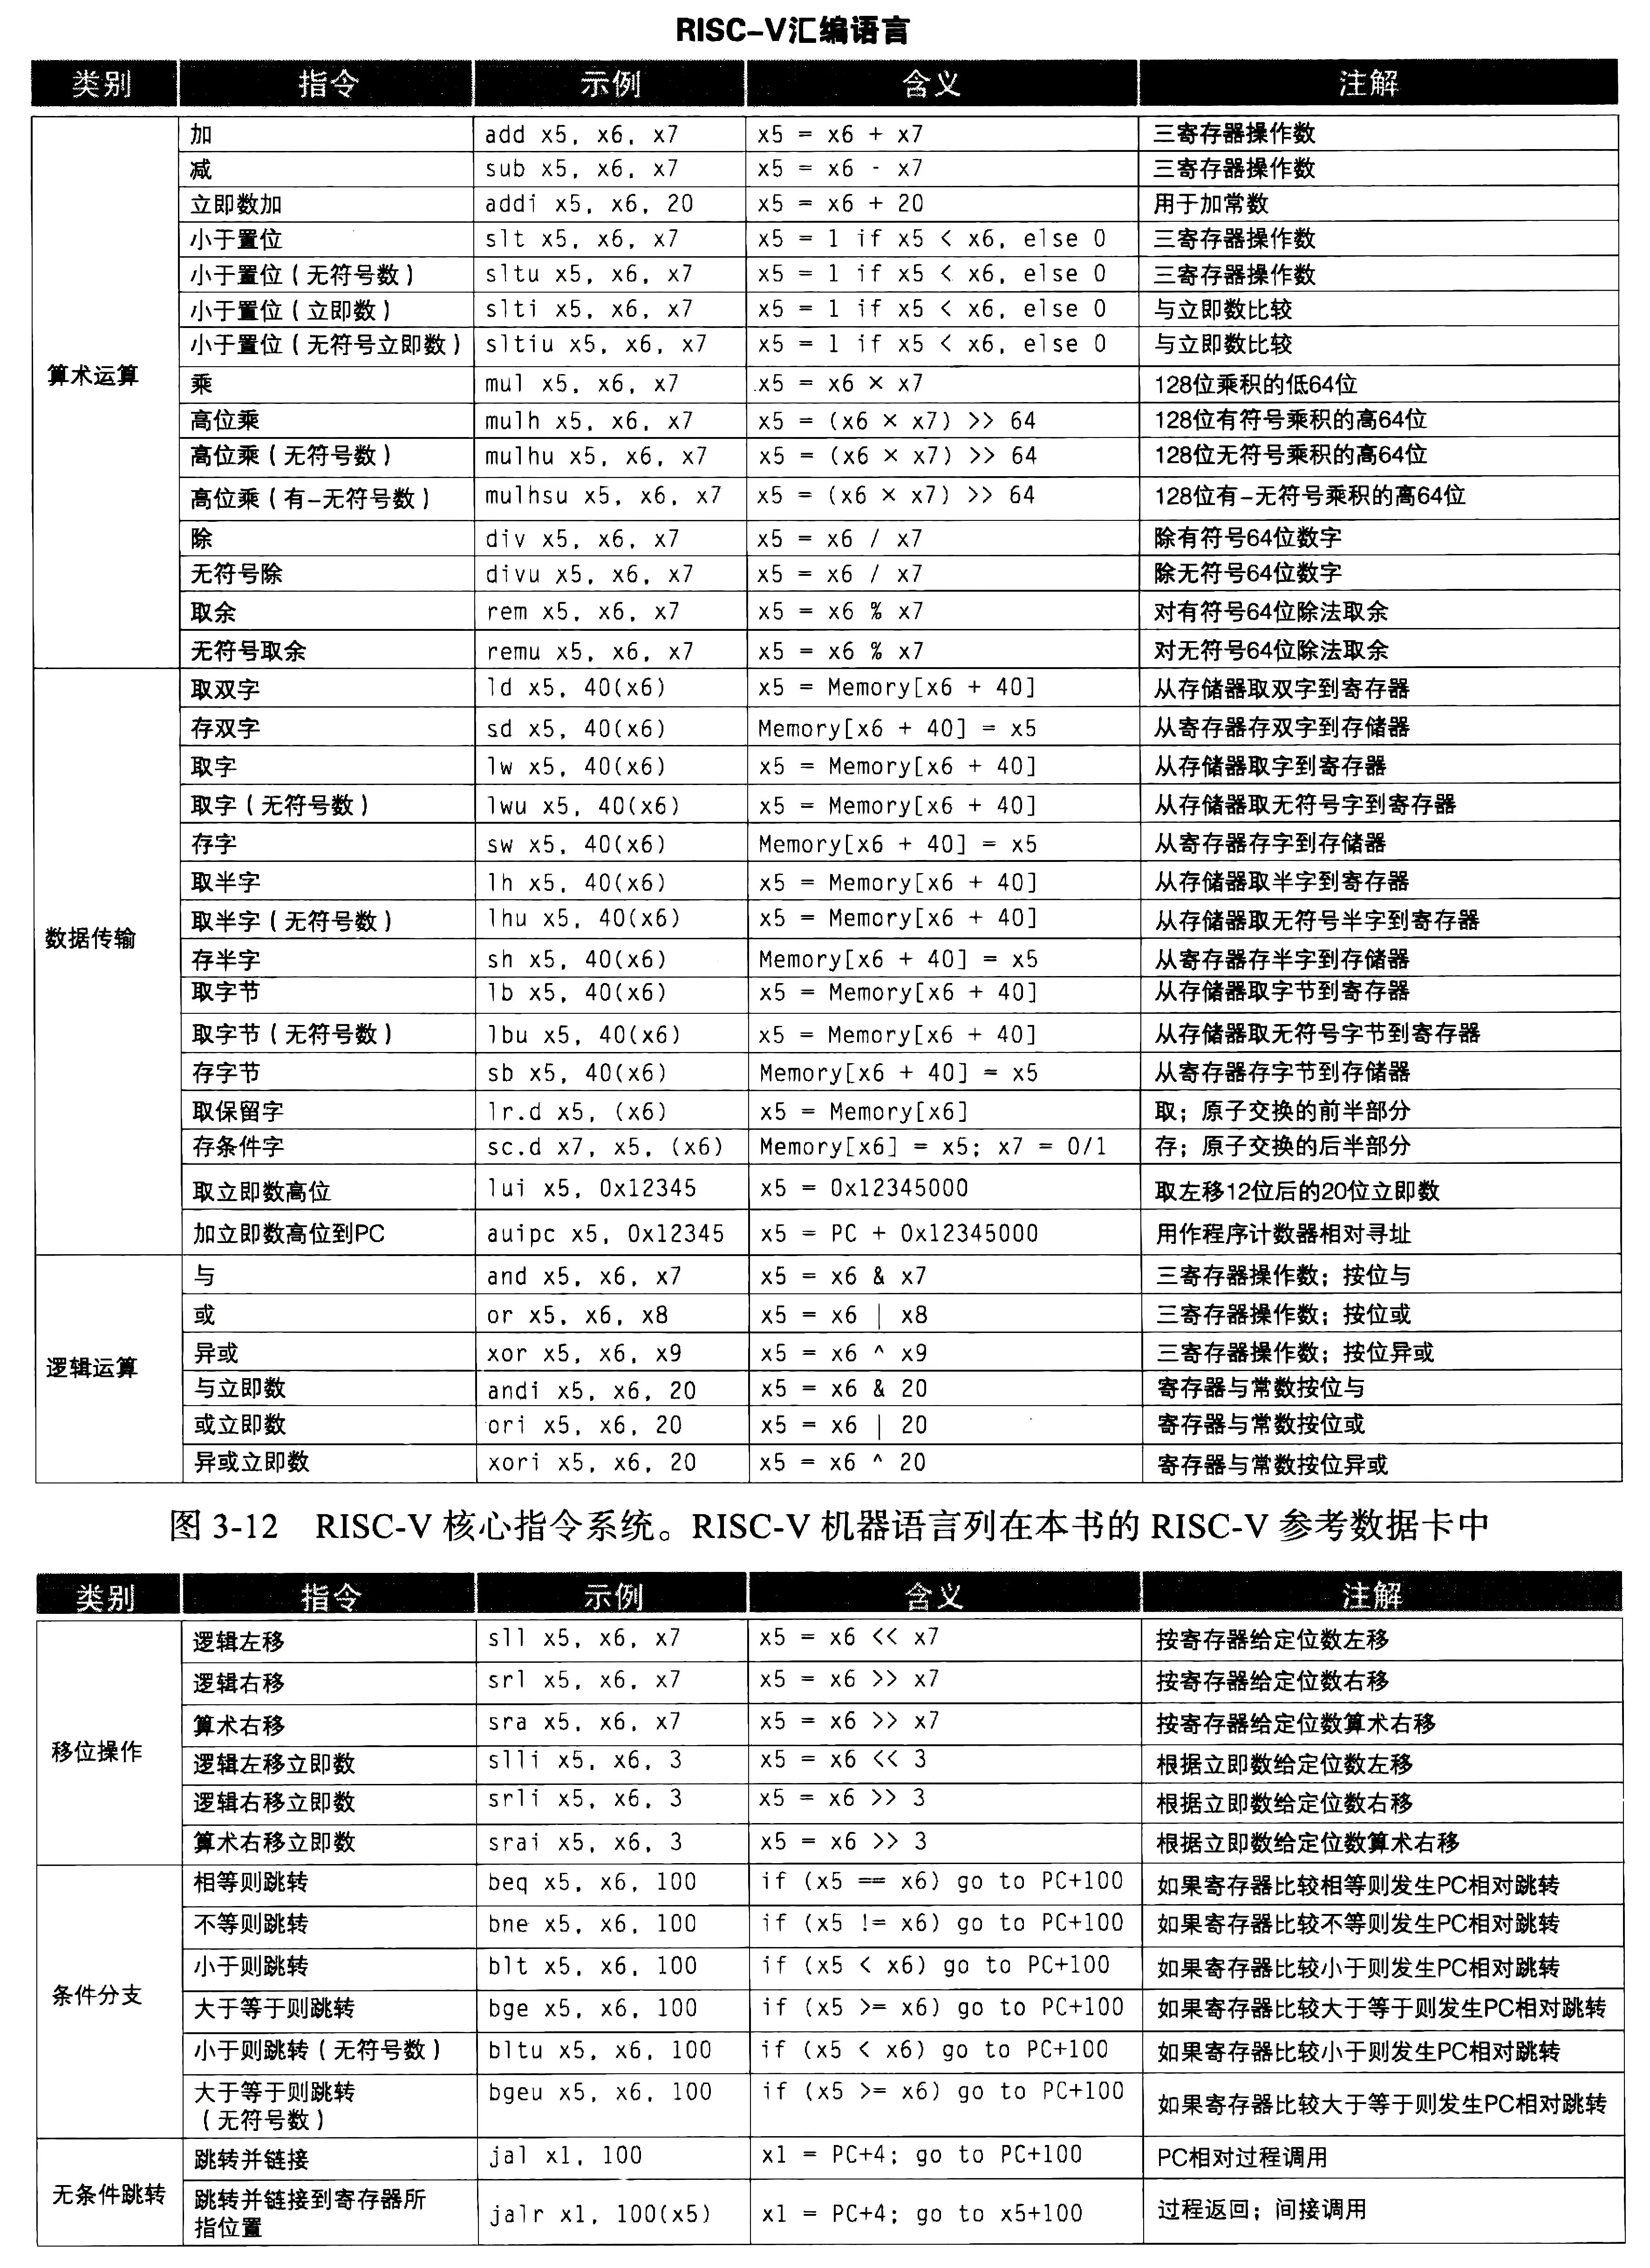 RISC-V汇编语言
类别 指令 示例 含义 注解
算术运算
加 add x5, x6, x7 x5 = x6 + x7 三寄存器操作数
减 sub x5, x6, x7 x5 = x6 - x7 三寄存器操作数
立即数加 addi x5, x6, 20 x5 = x6 + 20 用于加常数
小于置位 slt x5, x6, x7 x5 = 1 if x5 < x6, else 0 三寄存器操作数
小于置位（无符号数） sltu x5, x6, x7 x5 = 1 if x5 < x6, else 0 三寄存器操作数
小于置位（立即数） slti x5, x6, x7 x5 = 1 if x5 < x6, else 0 与立即数比较
小于置位（无符号立即数） sltiu x5, x6, x7 x5 = 1 if x5 < x6, else 0 与立即数比较
乘 mul x5, x6, x7 x5 = x6 × x7 128位乘积的低64位
高位乘 mulh x5, x6, x7 x5 = (x6 × x7) >> 64 128位有符号乘积的高64位
高位乘（无符号数） mulhu x5, x6, x7 x5 = (x6 × x7) >> 64 128位无符号乘积的高64位
高位乘（有-无符号数） mulhsu x5, x6, x7 x5 = (x6 × x7) >> 64 128位有-无符号乘积的高64位
除 div x5, x6, x7 x5 = x6 / x7 除有符号64位数字
无符号除 divu x5, x6, x7 x5 = x6 / x7 除无符号64位数字
取余 rem x5, x6, x7 x5 = x6 % x7 对有符号64位除法取余
无符号取余 remu x5, x6, x7 x5 = x6 % x7 对无符号64位除法取余
数据传输
取双字 ld x5, 40(x6) x5 = Memory[x6 + 40] 从存储器取双字到寄存器
存双字 sd x5, 40(x6) Memory[x6 + 40] = x5 从寄存器存双字到存储器
取字 lw x5, 40(x6) x5 = Memory[x6 + 40] 从存储器取字到寄存器
取字（无符号数） lwu x5, 40(x6) x5 = Memory[x6 + 40] 从存储器取无符号字到寄存器
存字 sw x5, 40(x6) Memory[x6 + 40] = x5 从寄存器存字到存储器
取半字 lh x5, 40(x6) x5 = Memory[x6 + 40] 从存储器取半字到寄存器
取半字（无符号数） lhu x5, 40(x6) x5 = Memory[x6 + 40] 从存储器取无符号半字到寄存器
存半字 sh x5, 40(x6) Memory[x6 + 40] = x5 从寄存器存半字到存储器
取字节 lb x5, 40(x6) x5 = Memory[x6 + 40] 从存储器取字节到寄存器
取字节（无符号数） lbu x5, 40(x6) x5 = Memory[x6 + 40] 从存储器取无符号字节到寄存器
存字节 sb x5, 40(x6) Memory[x6 + 40] = x5 从寄存器存字节到存储器
取保留字 lr.d x5, (x6) x5 = Memory[x6] 取；原子交换的前半部分
存条件字 sc.d x7, x5, (x6) Memory[x6] = x5; x7 = 0/1 存；原子交换的后半部分
取立即数高位 lui x5, 0x12345 x5 = 0x12345000 取左移12位后的20位立即数
加立即数高位到PC auipc x5, 0x12345 x5 = PC + 0x12345000 用作程序计数器相对寻址
逻辑运算
与 and x5, x6, x7 x5 = x6 & x7 三寄存器操作数；按位与
或 or x5, x6, x8 x5 = x6 | x8 三寄存器操作数；按位或
异或 xor x5, x6, x9 x5 = x6 ^ x9 三寄存器操作数；按位异或
与立即数 andi x5, x6, 20 x5 = x6 & 20 寄存器与常数按位与
或立即数 ori x5, x6, 20 x5 = x6 | 20 寄存器与常数按位或
异或立即数 xori x5, x6, 20 x5 = x6 ^ 20 寄存器与常数按位异或
图 3-12 RISC-V 核心指令系统。RISC-V 机器语言列在本书的 RISC-V 参考数据卡中
类别 指令 示例 含义 注解
移位操作
逻辑左移 sll x5, x6, x7 x5 = x6 << x7 按寄存器给定位数左移
逻辑右移 srl x5, x6, x7 x5 = x6 >> x7 按寄存器给定位数右移
算术右移 sra x5, x6, x7 x5 = x6 >> x7 按寄存器给定位数算术右移
逻辑左移立即数 slli x5, x6, 3 x5 = x6 << 3 根据立即数给定位数左移
逻辑右移立即数 srli x5, x6, 3 x5 = x6 >> 3 根据立即数给定位数右移
算术右移立即数 srai x5, x6, 3 x5 = x6 >> 3 根据立即数给定位数算术右移
条件分支
相等则跳转 beq x5, x6, 100 if (x5 == x6) go to PC+100 如果寄存器比较相等则发生PC相对跳转
不等则跳转 bne x5, x6, 100 if (x5 != x6) go to PC+100 如果寄存器比较不等则发生PC相对跳转
小于则跳转 blt x5, x6, 100 if (x5 < x6) go to PC+100 如果寄存器比较小于则发生PC相对跳转
大于等于则跳转 bge x5, x6, 100 if (x5 >= x6) go to PC+100 如果寄存器比较大于等于则发生PC相对跳转
小于则跳转（无符号数） bltu x5, x6, 100 if (x5 < x6) go to PC+100 如果寄存器比较小于则发生PC相对跳转
大于等于则跳转
（无符号数） bgeu x5, x6, 100 if (x5 >= x6) go to PC+100 如果寄存器比较大于等于则发生PC相对跳转
无条件跳转
跳转并链接 jal x1, 100 x1 = PC+4; go to PC+100 PC相对过程调用
跳转并链接到寄存器所
指位置 jalr x1, 100(x5) x1 = PC+4; go to x5+100 过程返回；间接调用